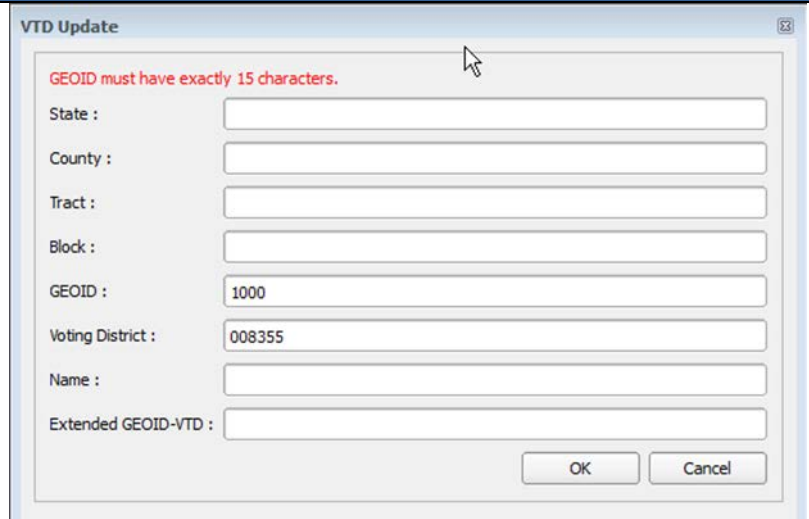 VTD Update
GEOID must have exactly 15 characters.
State :
County :
Tract :
Block :
GEOID : 1000
Voting District : 008355
Name :
Extended GEOID-VTD :
OK Cancel